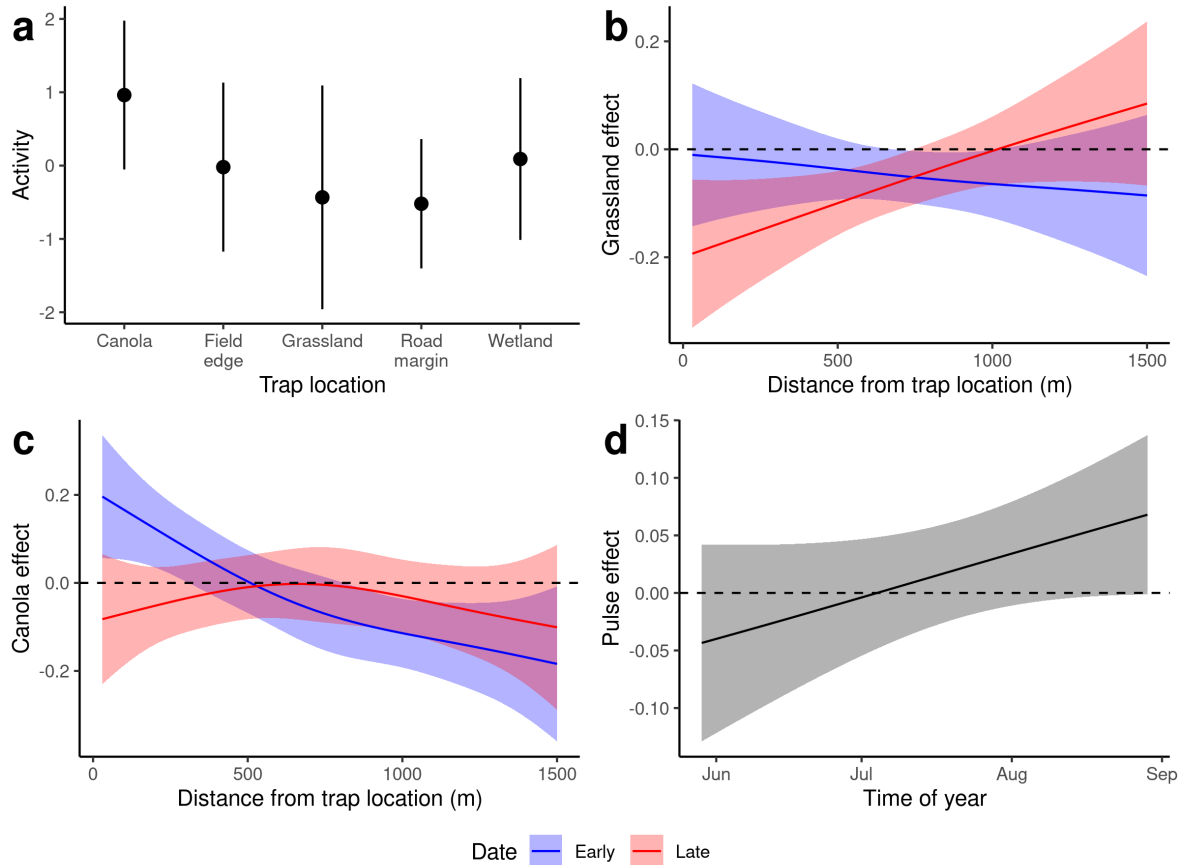 a
2
1
0
-1
-2
Activity
Canola
Field
edge
Grassland
Road
margin
Wetland
Trap location
b
0.2
0.0
-0.2
Grassland effect
0
500
1000
1500
Distance from trap location (m)
c
0.2
0.0
-0.2
Canola effect
0
500
1000
1500
Distance from trap location (m)
d
0.15
0.10
0.05
0.00
-0.05
-0.10
Pulse effect
Jun
Jul
Aug
Sep
Time of year
Date Early Late